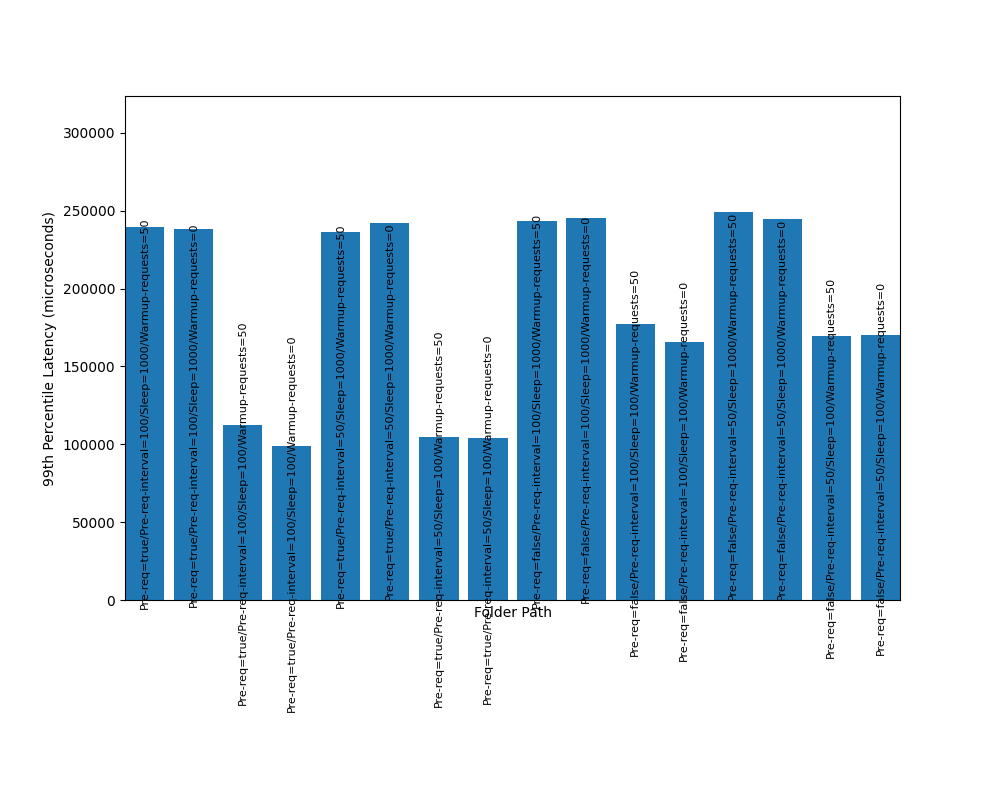 99th Percentile Latency (microseconds)
300000
250000
200000
150000
100000
50000
0
Pre-req=true/Pre-req-interval=100/Sleep=1000/Warmup-requests=50
Pre-req=true/Pre-req-interval=100/Sleep=1000/Warmup-requests=0
Pre-req=true/Pre-req-interval=100/Sleep=100/Warmup-requests=50
Pre-req=true/Pre-req-interval=100/Sleep=100/Warmup-requests=0
Pre-req=true/Pre-req-interval=50/Sleep=1000/Warmup-requests=50
Pre-req=true/Pre-req-interval=50/Sleep=1000/Warmup-requests=0
Pre-req=true/Pre-req-interval=50/Sleep=100/Warmup-requests=50
Pre-req=true/Pre-req-interval=50/Sleep=100/Warmup-requests=0
Pre-req=false/Pre-req-interval=100/Sleep=1000/Warmup-requests=50
Pre-req=false/Pre-req-interval=100/Sleep=1000/Warmup-requests=0
Pre-req=false/Pre-req-interval=100/Sleep=100/Warmup-requests=50
Pre-req=false/Pre-req-interval=100/Sleep=100/Warmup-requests=0
Pre-req=false/Pre-req-interval=50/Sleep=1000/Warmup-requests=50
Pre-req=false/Pre-req-interval=50/Sleep=1000/Warmup-requests=0
Pre-req=false/Pre-req-interval=50/Sleep=100/Warmup-requests=50
Pre-req=false/Pre-req-interval=50/Sleep=100/Warmup-requests=0
Folder Path